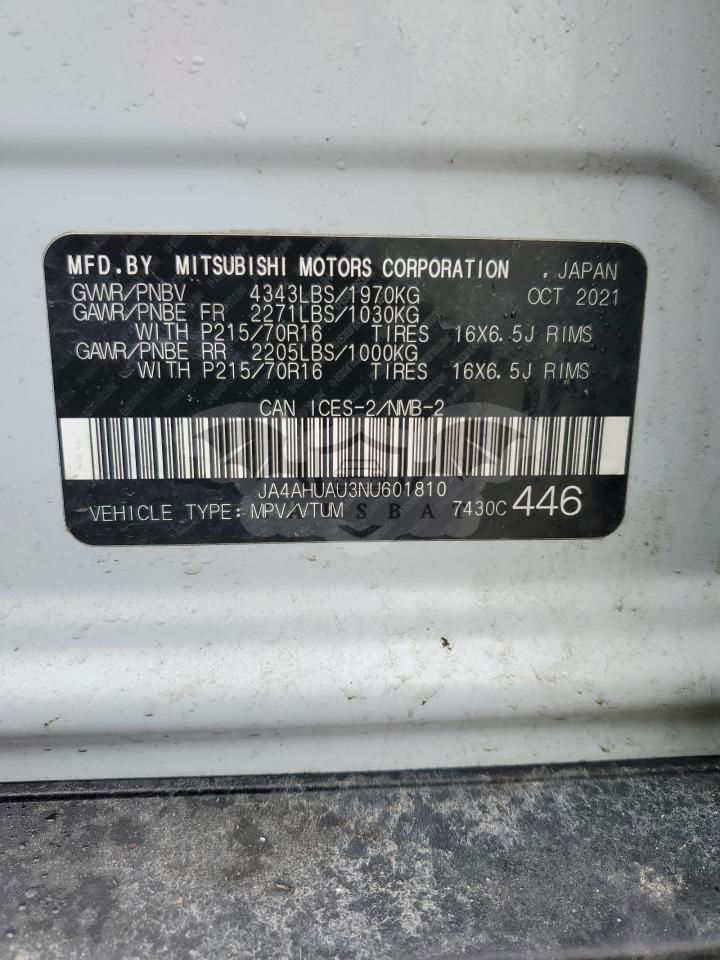 MFD.BY MITSUBISHI MOTORS CORPORATION , JAPAN
GVWR/PNBV 4343LBS/1970KG OCT 2021
GAWR/PNBE FR 2271LBS/1030KG
WITH P215/70R16 TIRES 16X6.5J RIMS
GAWR/PNBE RR 2205LBS/1000KG
WITH P215/70R16 TIRES 16X6.5J RIMS
CAN ICES-2/NMB-2
JA4AHUAU3NU601810
VEHICLE TYPE: MPV/VTUM 7430C 446